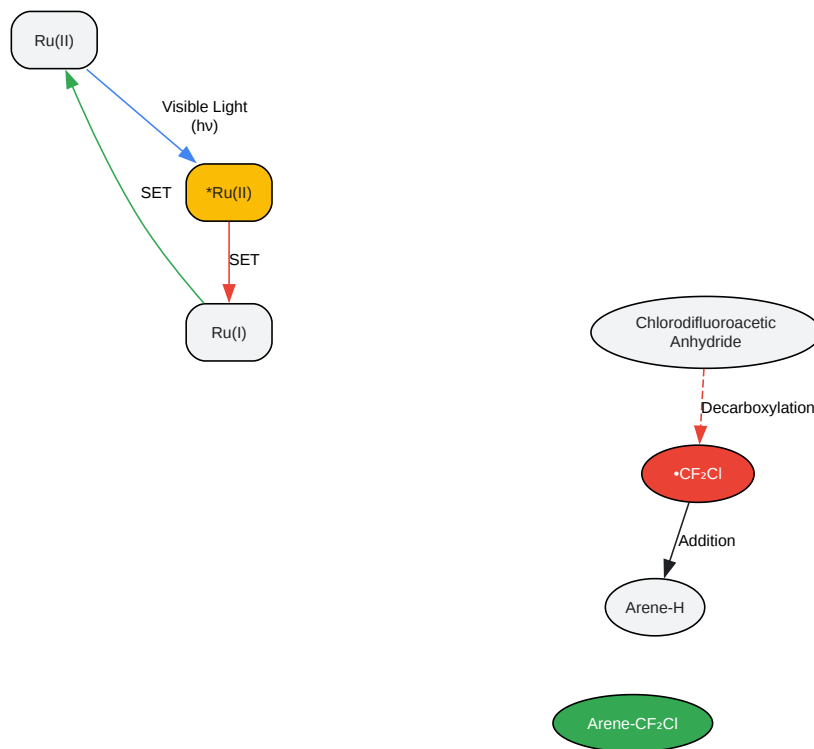 Ru(II)
Visible Light
(hν)
*Ru(II)
SET
SET
Ru(I)
Chlorodifluoroacetic
Anhydride
Decarboxylation
•CF₂Cl
Addition
Arene-H
Arene-CF₂Cl